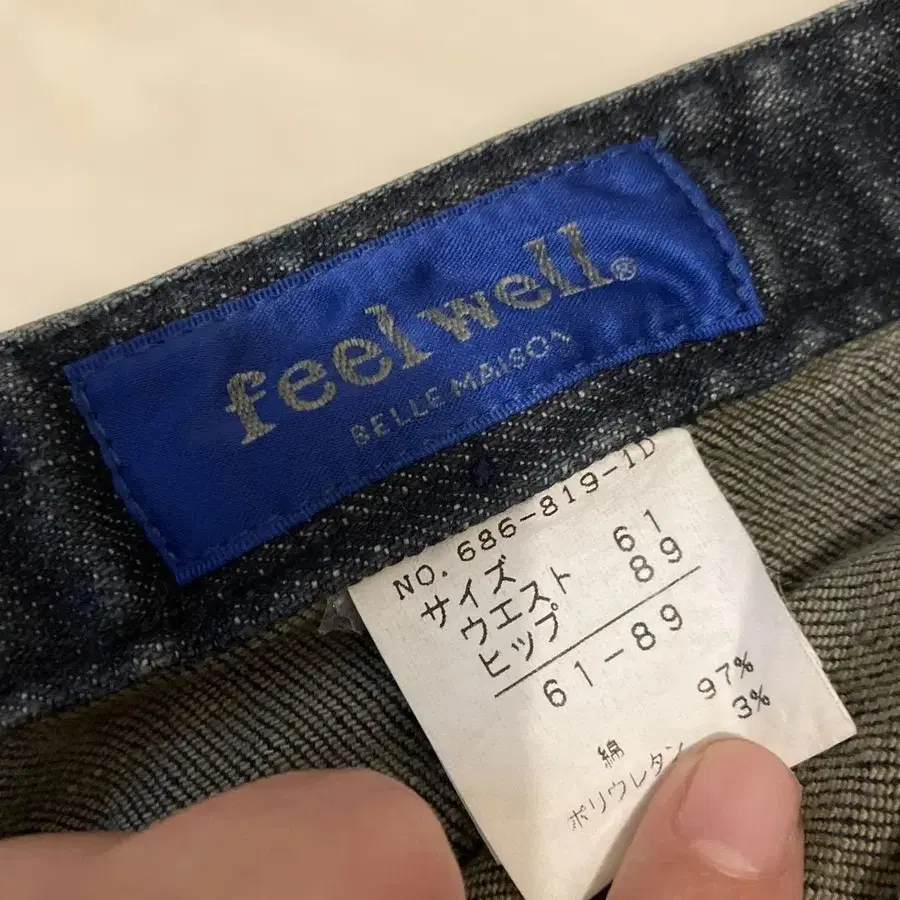 feel well®
BELLE MAISON
NO. 686-819-1D
サイズ
ウエスト 61
ヒップ 89
61-89
綿 97%
ポリウレタン 3%